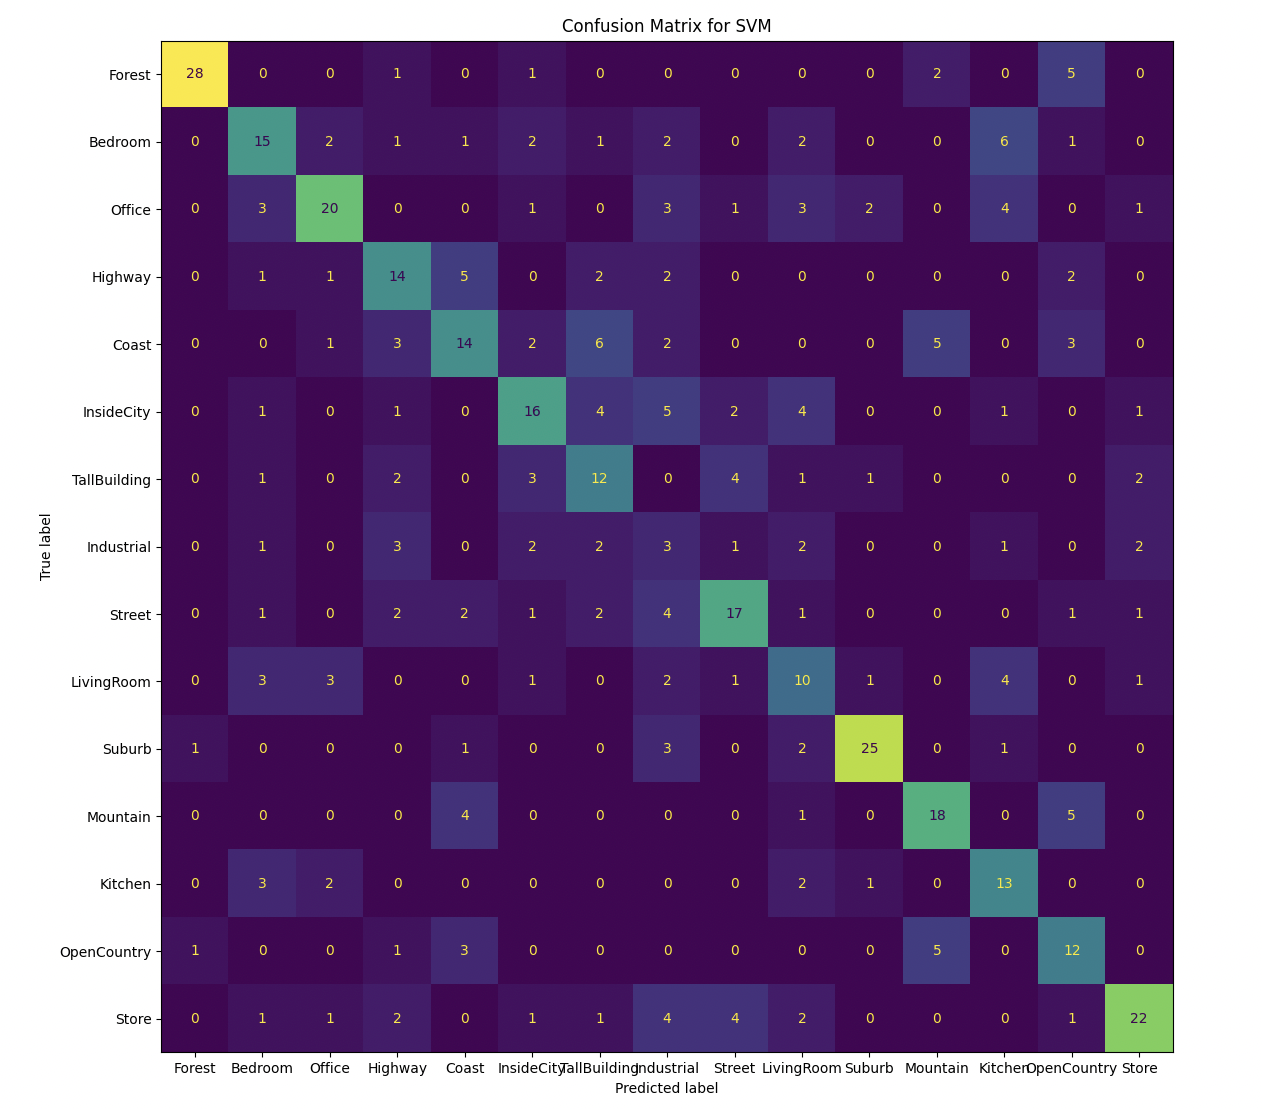 Confusion Matrix for SVM
True label
Forest 28 0 0 1 0 1 0 0 0 0 0 2 0 5 0
Bedroom 0 15 2 1 1 2 1 2 0 2 0 0 6 1 0
Office 0 3 20 0 0 1 0 3 1 3 2 0 4 0 1
Highway 0 1 1 14 5 0 2 2 0 0 0 0 0 2 0
Coast 0 0 1 3 14 2 6 2 0 0 0 5 0 3 0
InsideCity 0 1 0 1 0 16 4 5 2 4 0 0 1 0 1
TallBuilding 0 1 0 2 0 3 12 0 4 1 1 0 0 0 2
Industrial 0 1 0 3 0 2 2 3 1 2 0 0 1 0 2
Street 0 1 0 2 2 1 2 4 17 1 0 0 0 1 1
LivingRoom 0 3 3 0 0 1 0 2 1 10 1 0 4 0 1
Suburb 1 0 0 0 1 0 0 3 0 2 25 0 1 0 0
Mountain 0 0 0 0 4 0 0 0 0 1 0 18 0 5 0
Kitchen 0 3 2 0 0 0 0 0 0 2 1 0 13 0 0
OpenCountry 1 0 0 1 3 0 0 0 0 0 0 5 0 12 0
Store 0 1 1 2 0 1 1 4 4 2 0 0 0 1 22
Forest Bedroom Office Highway Coast InsideCity TallBuilding Industrial Street LivingRoom Suburb Mountain Kitchen OpenCountry Store
Predicted label